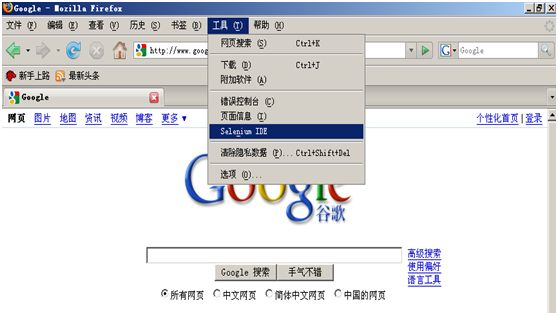 Google - Mozilla Firefox
文件 (F) 编辑 (E) 查看 (V) 历史 (S) 书签 (B) 工具 (T) 帮助 (H)
http://www.goog
Google
网页搜索 (S) Ctrl+K
下载 (D) Ctrl+J
附加软件 (A)
错误控制台 (C)
页面信息 (I)
Selenium IDE
清除隐私数据 (P)... Ctrl+Shift+Del
选项 (O)...
新手上路 最新头条
Google
网页 图片 地图 资讯 视频 博客 更多 ▼
个性化首页 | 登录
Google
谷歌
高级搜索
使用偏好
语言工具
Google 搜索 手气不错
所有网页 中文网页 简体中文网页 中国的网页